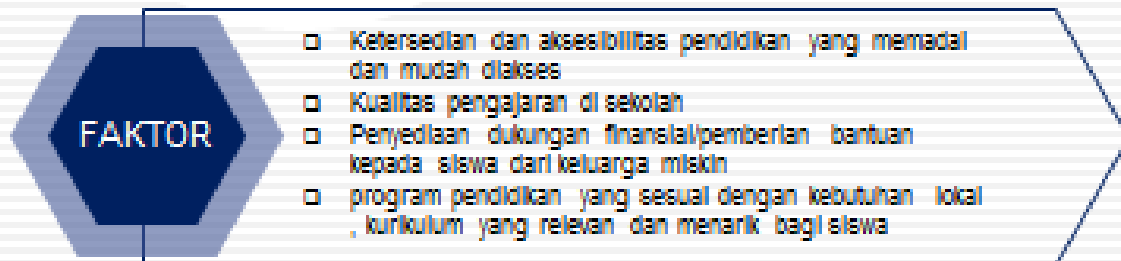 FAKTOR
Ketersedian dan aksesibilitas pendidikan yang memadai
dan mudah diakses
Kualitas pengajaran di sekolah
Penyediaan dukungan finansial/pemberian bantuan
kepada siswa dari keluarga miskin
program pendidikan yang sesuai dengan kebutuhan lokal
, kurikulum yang relevan dan menarik bagi siswa